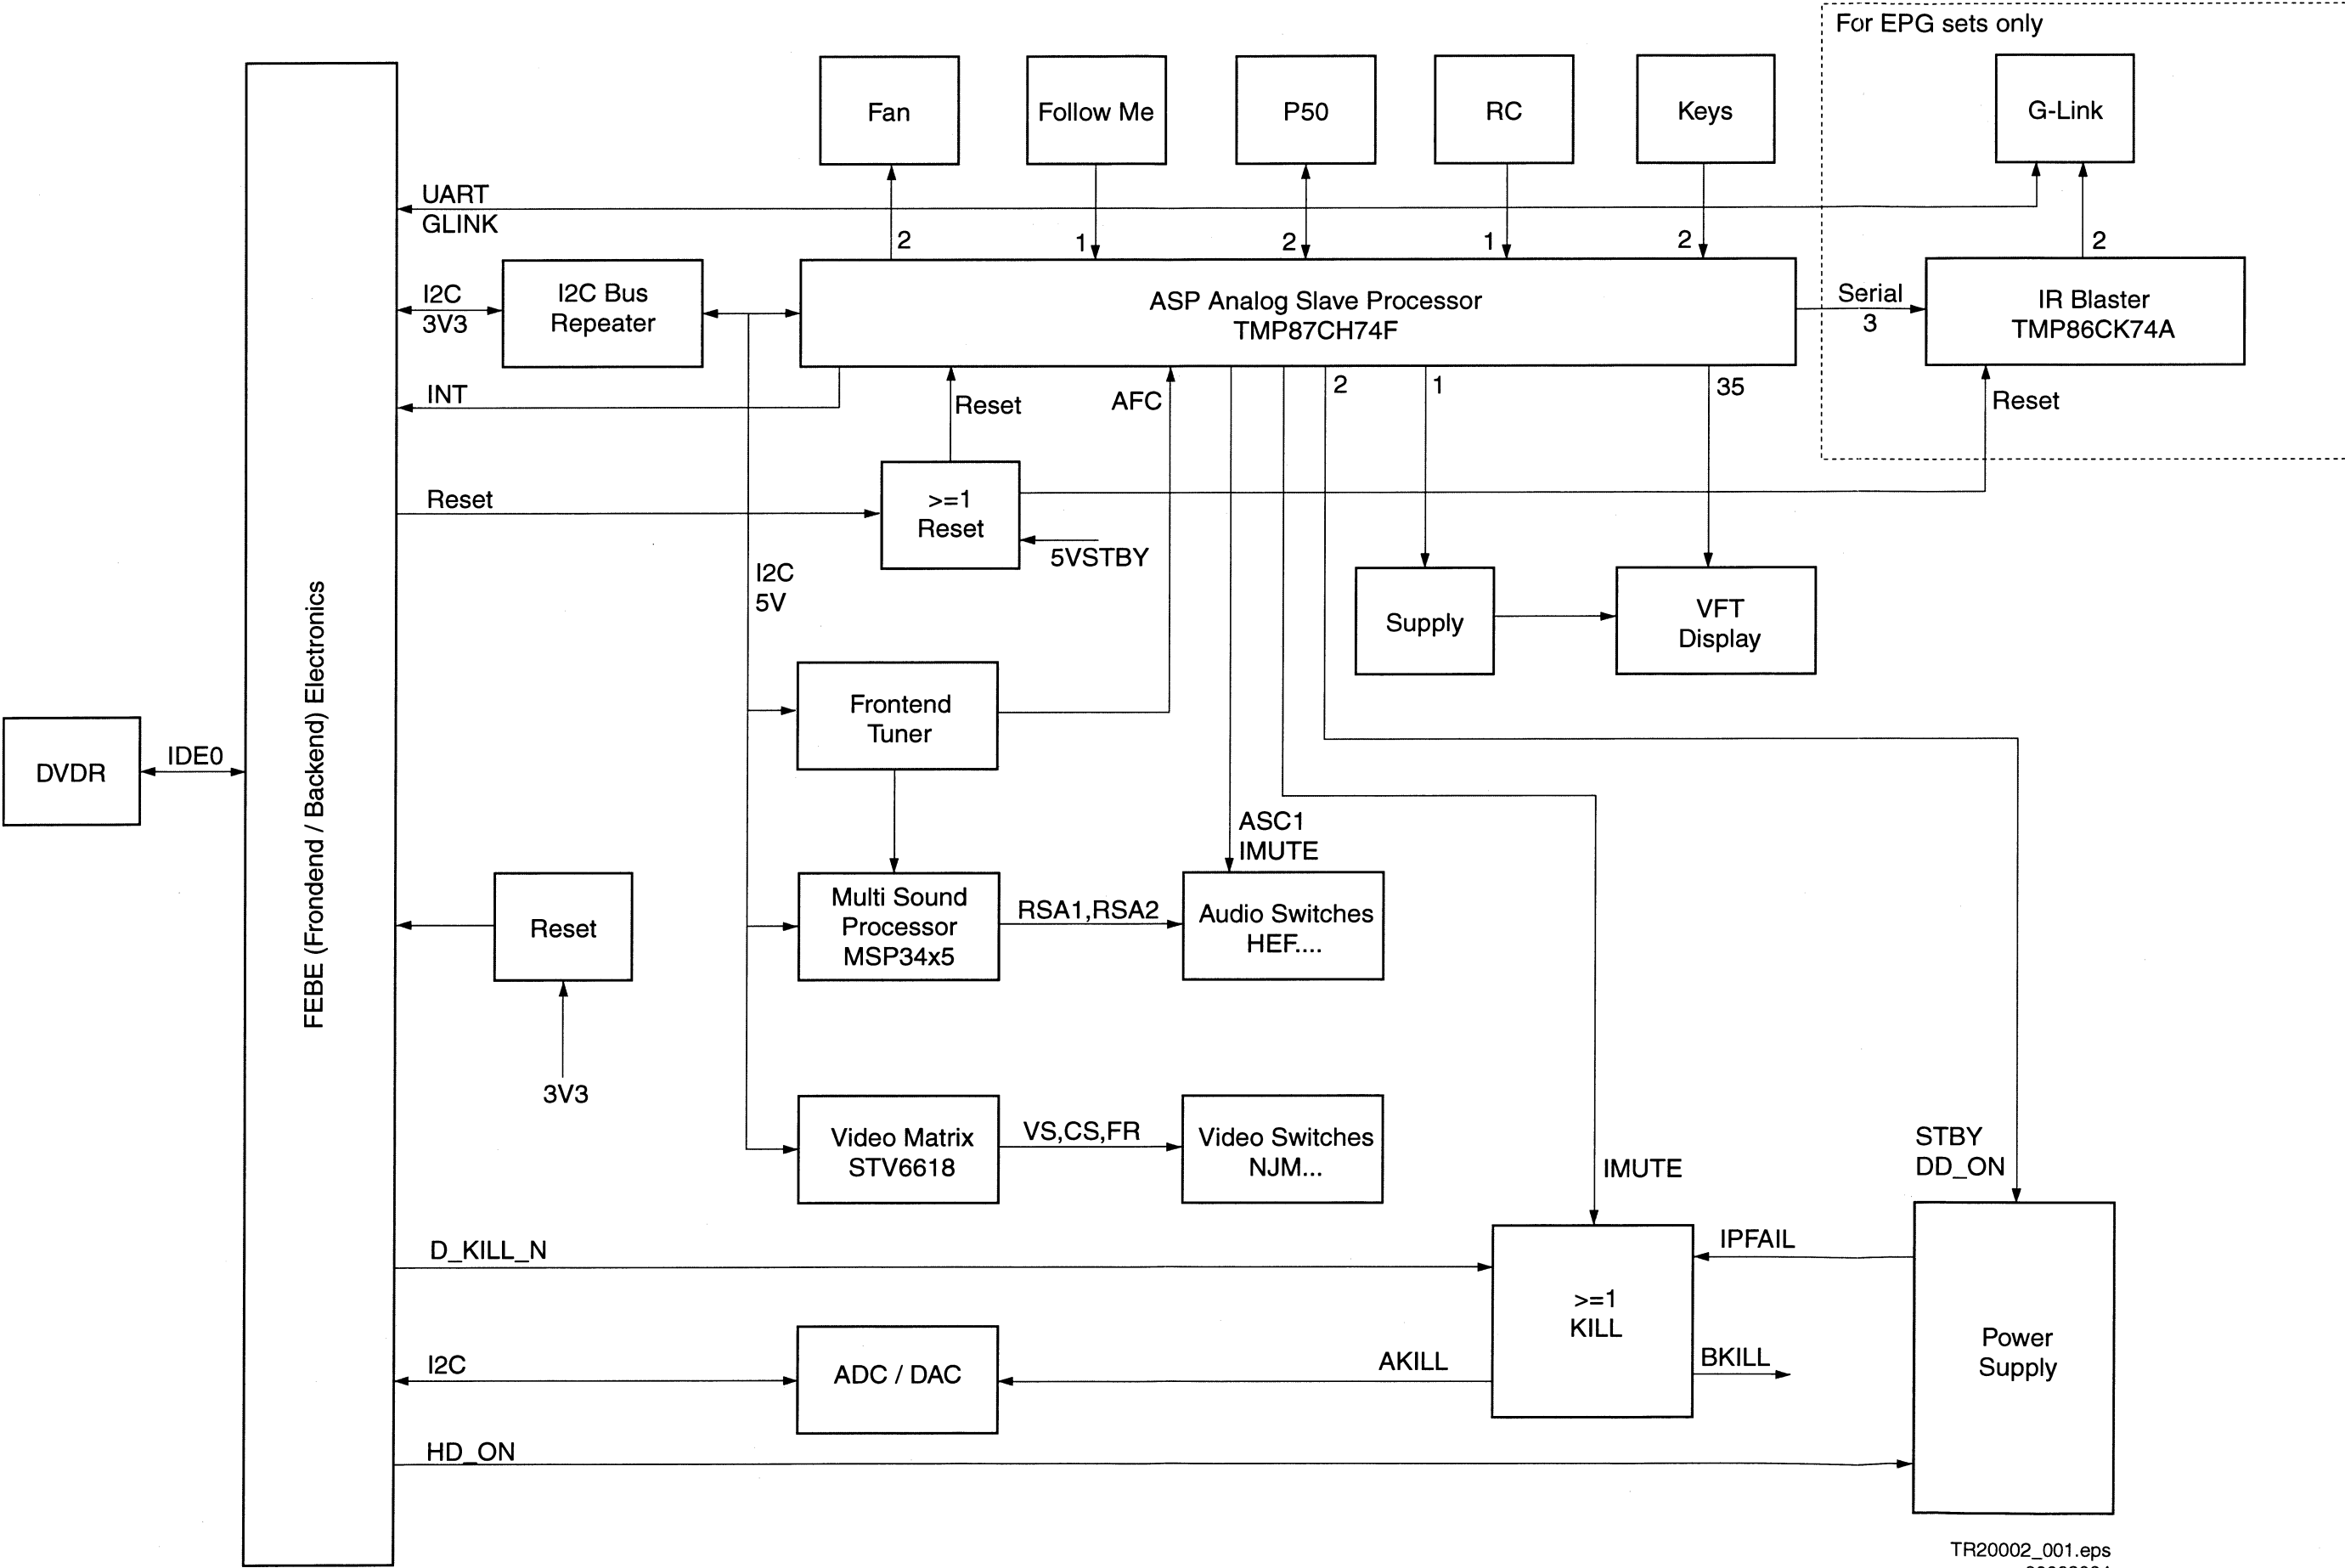 For EPG sets only
Fan
Follow Me
P50
RC
Keys
G-Link
UART
GLINK
2
1
2
1
2
2
I2C
3V3
I2C Bus
Repeater
ASP Analog Slave Processor
TMP87CH74F
Serial
3
IR Blaster
TMP86CK74A
INT
Reset
AFC
2
1
35
Reset
Reset
>=1
Reset
5VSTBY
I2C
5V
Supply
VFT
Display
FEBE (Frondend / Backend) Electronics
Frontend
Tuner
DVDR
IDE0
ASC1
IMUTE
Reset
3V3
Multi Sound
Processor
MSP34x5
RSA1,RSA2
Audio Switches
HEF....
Video Matrix
STV6618
VS,CS,FR
Video Switches
NJM...
IMUTE
STBY
DD_ON
D_KILL_N
IPFAIL
>=1
KILL
Power
Supply
I2C
ADC / DAC
AKILL
BKILL
HD_ON
TR20002_001.eps